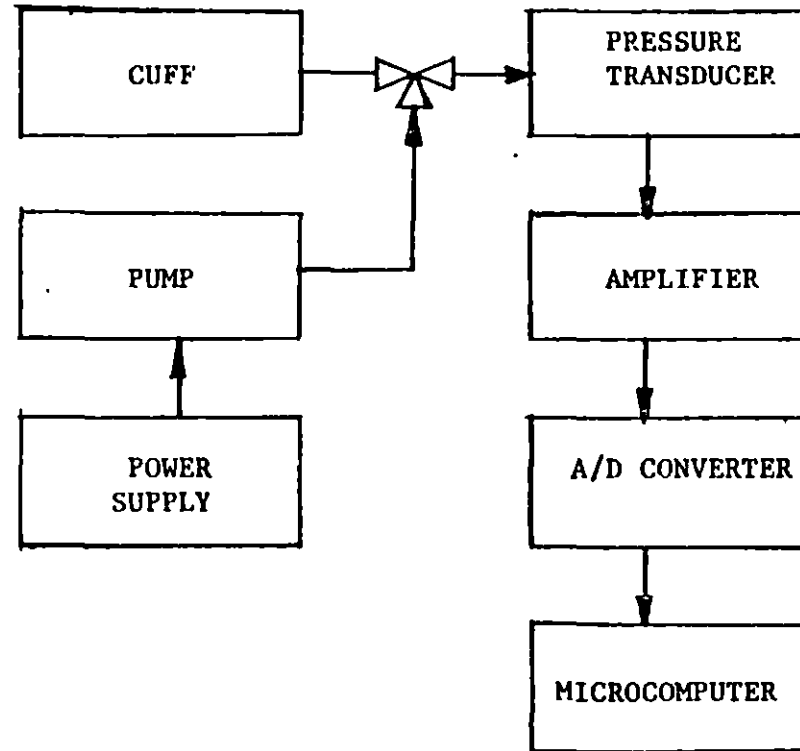 CUFF
PRESSURE
TRANSDUCER
PUMP
AMPLIFIER
POWER
SUPPLY
A/D CONVERTER
MICROCOMPUTER